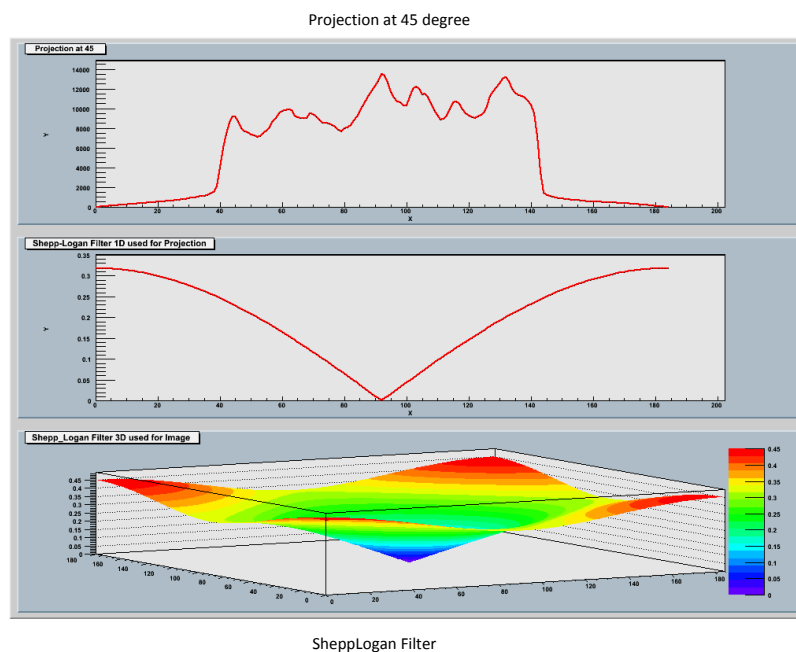 Projection at 45 degree
Projection at 45
14000
12000
10000
8000
6000
4000
2000
0
Y
0 20 40 60 80 100 120 140 160 180 200
X
Shepp-Logan Filter 1D used for Projection
0.35
0.3
0.25
0.2
0.15
0.1
0.05
0
Y
0 20 40 60 80 100 120 140 160 180 200
X
Shepp_Logan Filter 3D used for Image
0.45
0.4
0.35
0.3
0.25
0.2
0.15
0.1
0.05
0
180 160 140 120 100 80 60 40 20 0
0 20 40 60 80 100 120 140 160 180
0.45
0.4
0.35
0.3
0.25
0.2
0.15
0.1
0.05
0
SheppLogan Filter